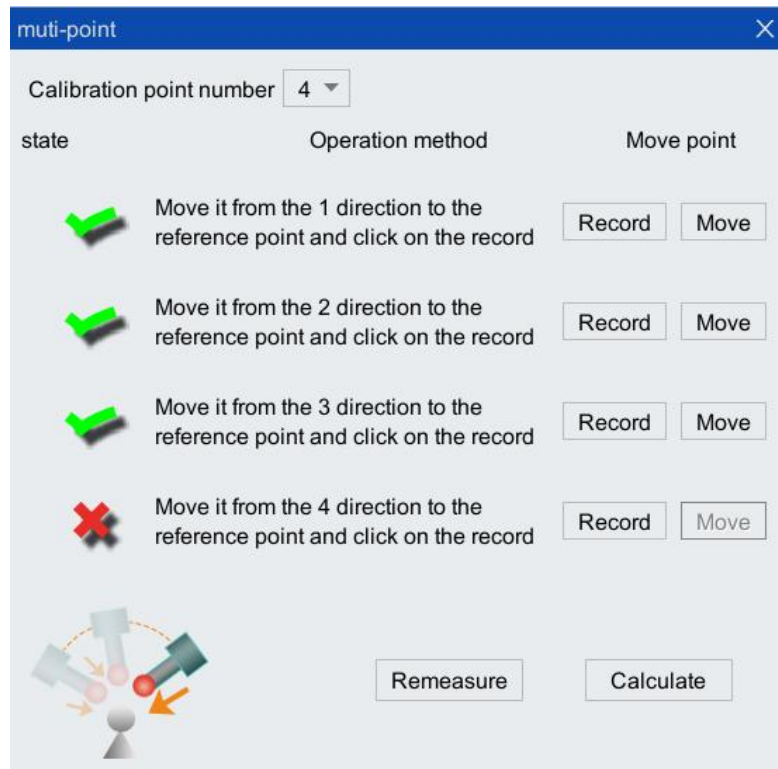 muti-point
Calibration point number 4
state Operation method Move point
Move it from the 1 direction to the
reference point and click on the record
Record Move
Move it from the 2 direction to the
reference point and click on the record
Record Move
Move it from the 3 direction to the
reference point and click on the record
Record Move
Move it from the 4 direction to the
reference point and click on the record
Record Move
Remeasure Calculate